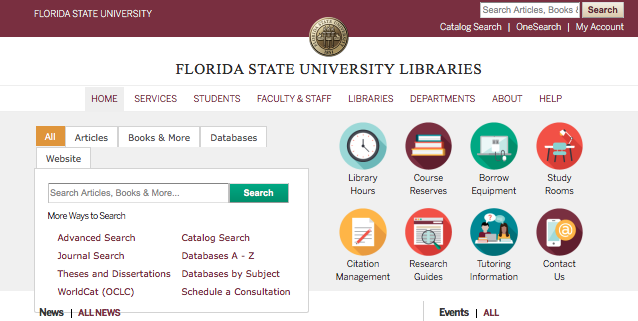 FLORIDA STATE UNIVERSITY
Search Articles, Books &
Search
Catalog Search | OneSearch | My Account
FLORIDA STATE UNIVERSITY LIBRARIES
HOME SERVICES STUDENTS FACULTY & STAFF LIBRARIES DEPARTMENTS ABOUT HELP
All Articles Books & More Databases
Website
Search Articles, Books & More...
Search
More Ways to Search
Advanced Search Catalog Search
Journal Search Databases A - Z
Theses and Dissertations Databases by Subject
WorldCat (OCLC) Schedule a Consultation
Library
Hours
Course
Reserves
Borrow
Equipment
Study
Rooms
Citation
Management
Research
Guides
Tutoring
Information
Contact
Us
News | ALL NEWS
Events | ALL